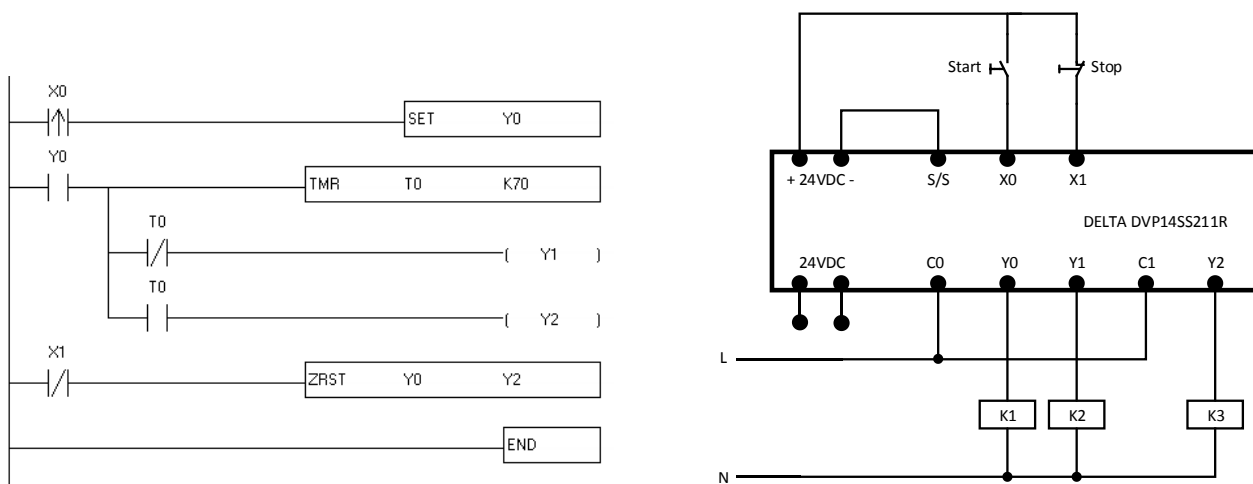 X0
SET Y0
Y0
TMR T0 K70
T0
( Y1 )
T0
( Y2 )
X1
ZRST Y0 Y2
END
Start
Stop
+ 24VDC - S/S X0 X1
DELTA DVP14SS211R
24VDC C0 Y0 Y1 C1 Y2
L
K1 K2 K3
N